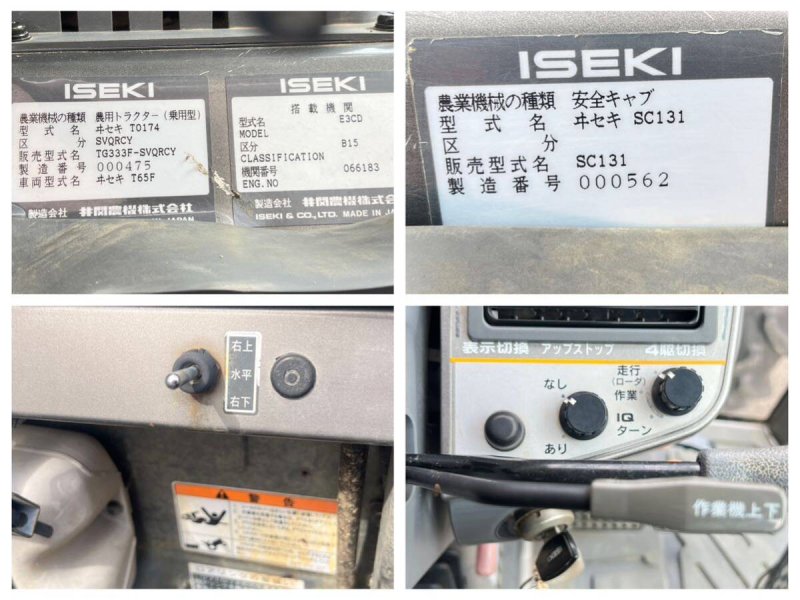 ISEKI
農業機械の種類 農用トラクター(乗用型)
型式名 ヰセキ T0174
区分 SVQRCY
販売型式名 TG333F-SVQRCY
製造番号 000475
車両型式名 ヰセキ T65F
製造会社 井関農機株式会社
JAPAN
ISEKI
搭載機関
型式名 E3CD
MODEL
区分 B15
CLASSIFICATION
機関番号 066183
ENG.NO
製造会社 井関農機株式会社
ISEKI & CO.,LTD. MADE IN JA
ISEKI
農業機械の種類 安全キャブ
型式名 ヰセキ SC131
区分
販売型式名 SC131
製造番号 000562
右上
水平
右下
警告
表示切換 アップストップ 4駆切換
なし
あり
走行
(ロータ)
作業
IQ
ターン
作業機上下